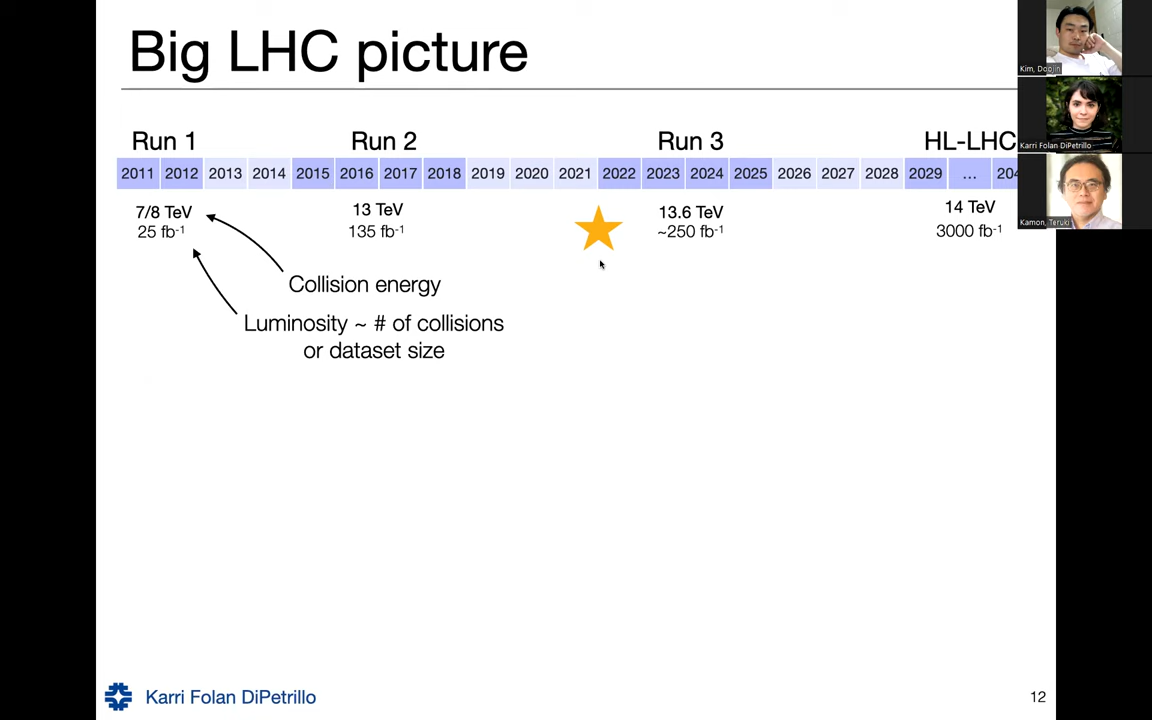 Big LHC picture
Run 1 Run 2 Run 3 HL-LHC
2011 2012 2013 2014 2015 2016 2017 2018 2019 2020 2021 2022 2023 2024 2025 2026 2027 2028 2029 ...
7/8 TeV 13 TeV 13.6 TeV 14 TeV
25 fb⁻¹ 135 fb⁻¹ ~250 fb⁻¹ 3000 fb⁻¹
Collision energy
Luminosity ~ # of collisions
or dataset size
Karri Folan DiPetrillo
12
Kim, Doojin
Karri Folan DiPetrillo
Kamon, Teruki